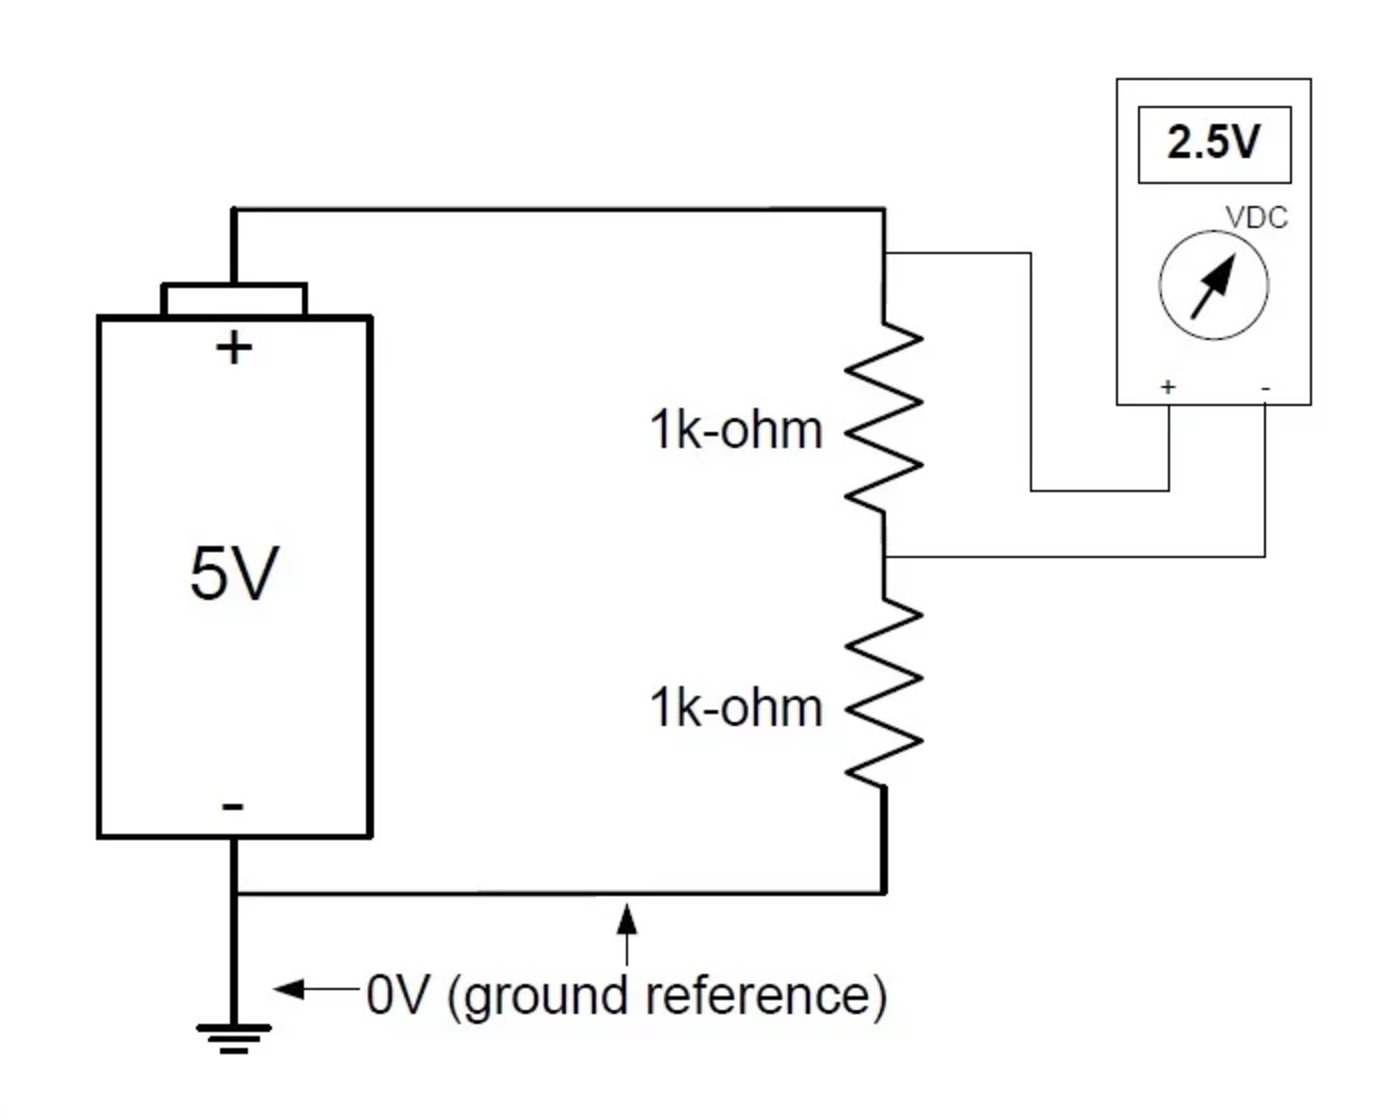 2.5V
VDC
+
-
+
1k-ohm
5V
1k-ohm
-
0V (ground reference)